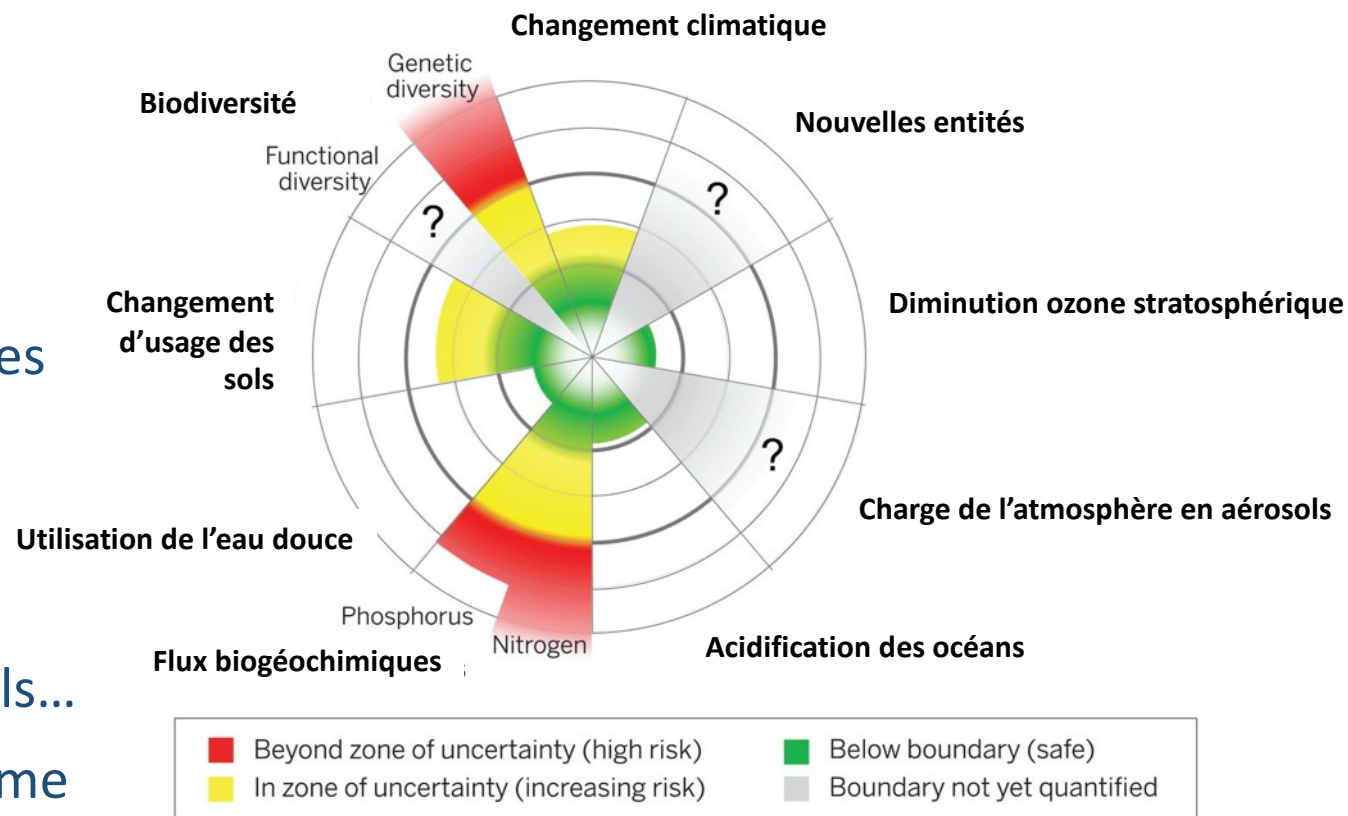 Changement climatique
Genetic
diversity
Biodiversité
Nouvelles entités
Functional
diversity
?
?
Changement
d’usage des
sols
Diminution ozone stratosphérique
es
?
Charge de l’atmosphère en aérosols
Utilisation de l’eau douce
Phosphorus
Nitrogen
Acidification des océans
Flux biogéochimiques
ls…
me
Beyond zone of uncertainty (high risk)
Below boundary (safe)
In zone of uncertainty (increasing risk)
Boundary not yet quantified